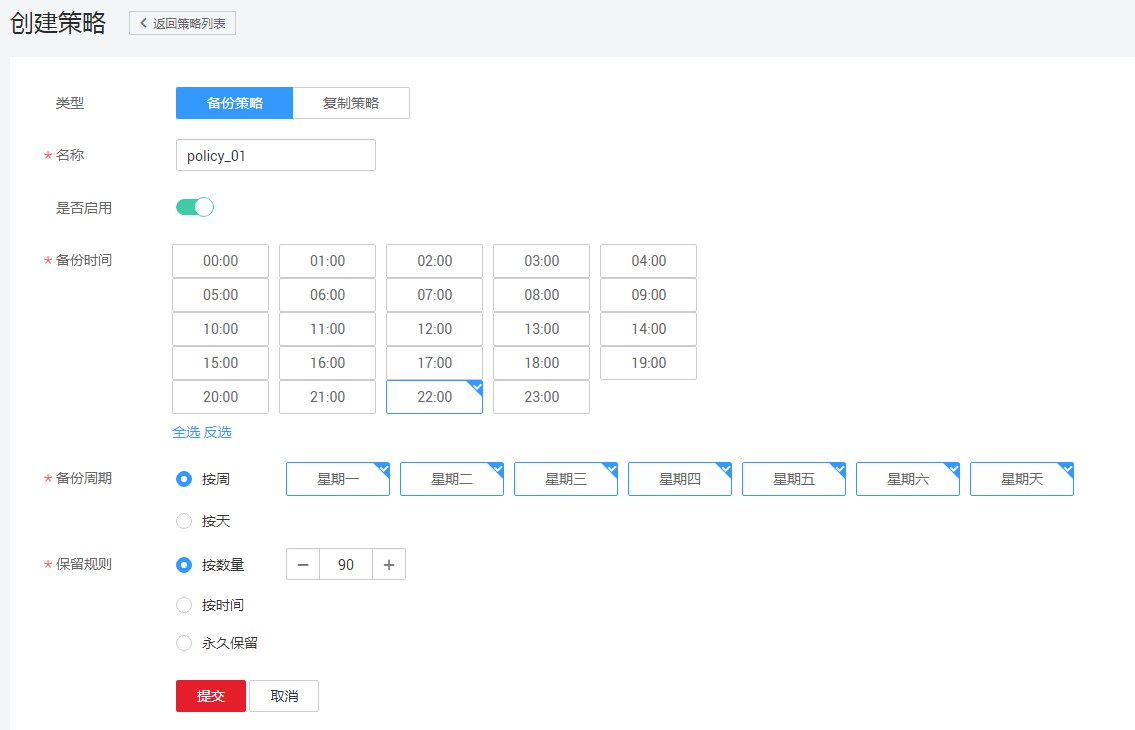 创建策略 返回策略列表
类型 备份策略 复制策略
* 名称 policy_01
是否启用
* 备份时间 00:00 01:00 02:00 03:00 04:00
05:00 06:00 07:00 08:00 09:00
10:00 11:00 12:00 13:00 14:00
15:00 16:00 17:00 18:00 19:00
20:00 21:00 22:00 23:00
全选 反选
* 备份周期 按周 星期一 星期二 星期三 星期四 星期五 星期六 星期天
按天
* 保留规则 按数量 − 90 +
按时间
永久保留
提交 取消